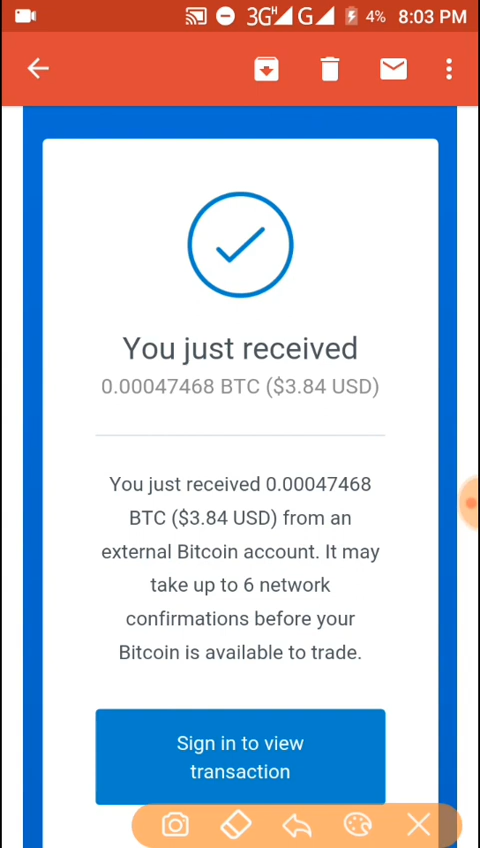 3G H G 4% 8:03 PM
You just received
0.00047468 BTC ($3.84 USD)
You just received 0.00047468
BTC ($3.84 USD) from an
external Bitcoin account. It may
take up to 6 network
confirmations before your
Bitcoin is available to trade.
Sign in to view
transaction